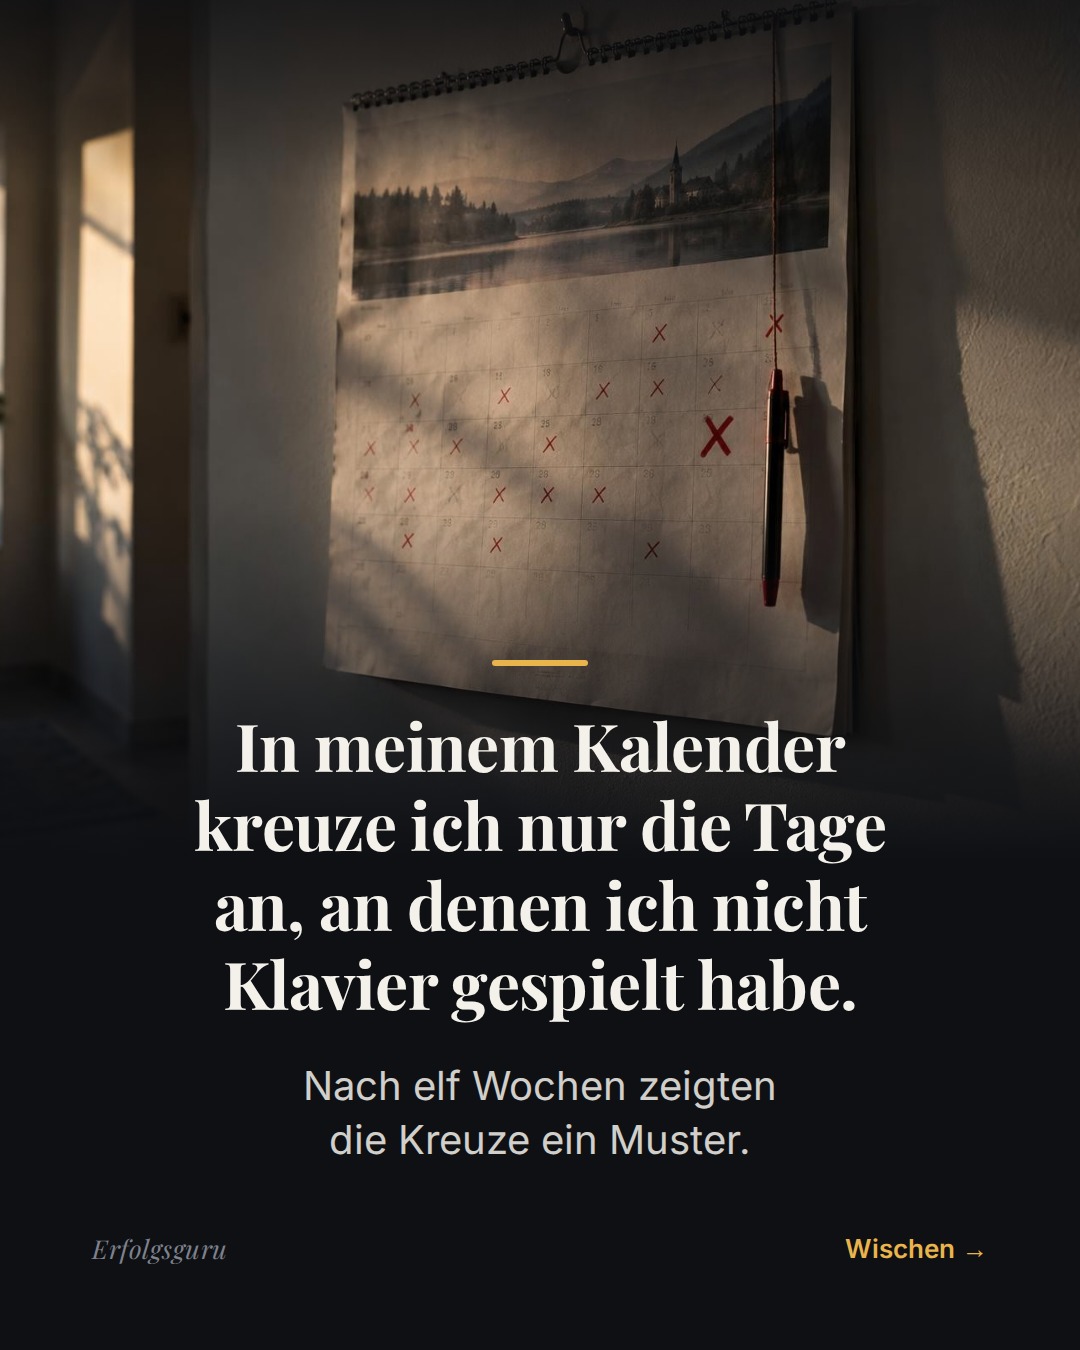 In meinem Kalender
kreuze ich nur die Tage
an, an denen ich nicht
Klavier gespielt habe.
Nach elf Wochen zeigten
die Kreuze ein Muster.
Erfolgsguru
Wischen →